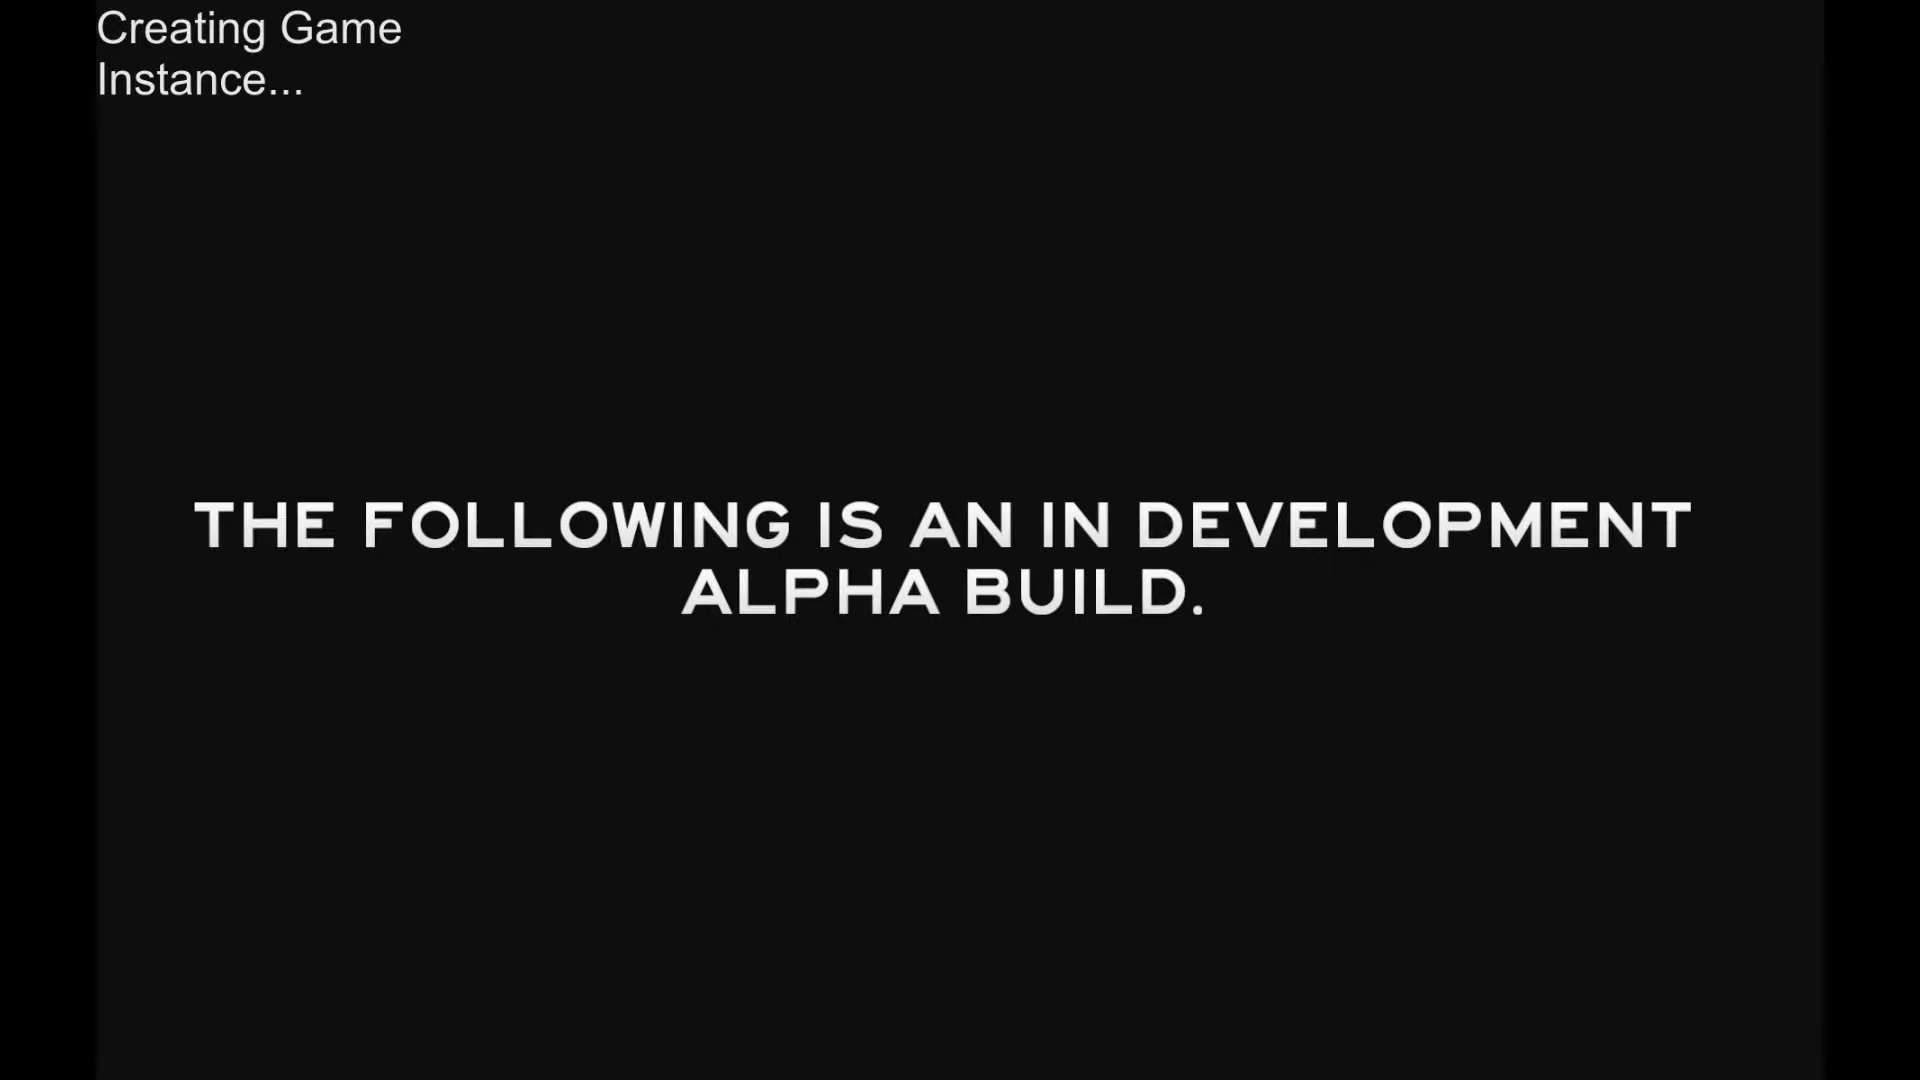 Creating Game
Instance...
THE FOLLOWING IS AN IN DEVELOPMENT
ALPHA BUILD.